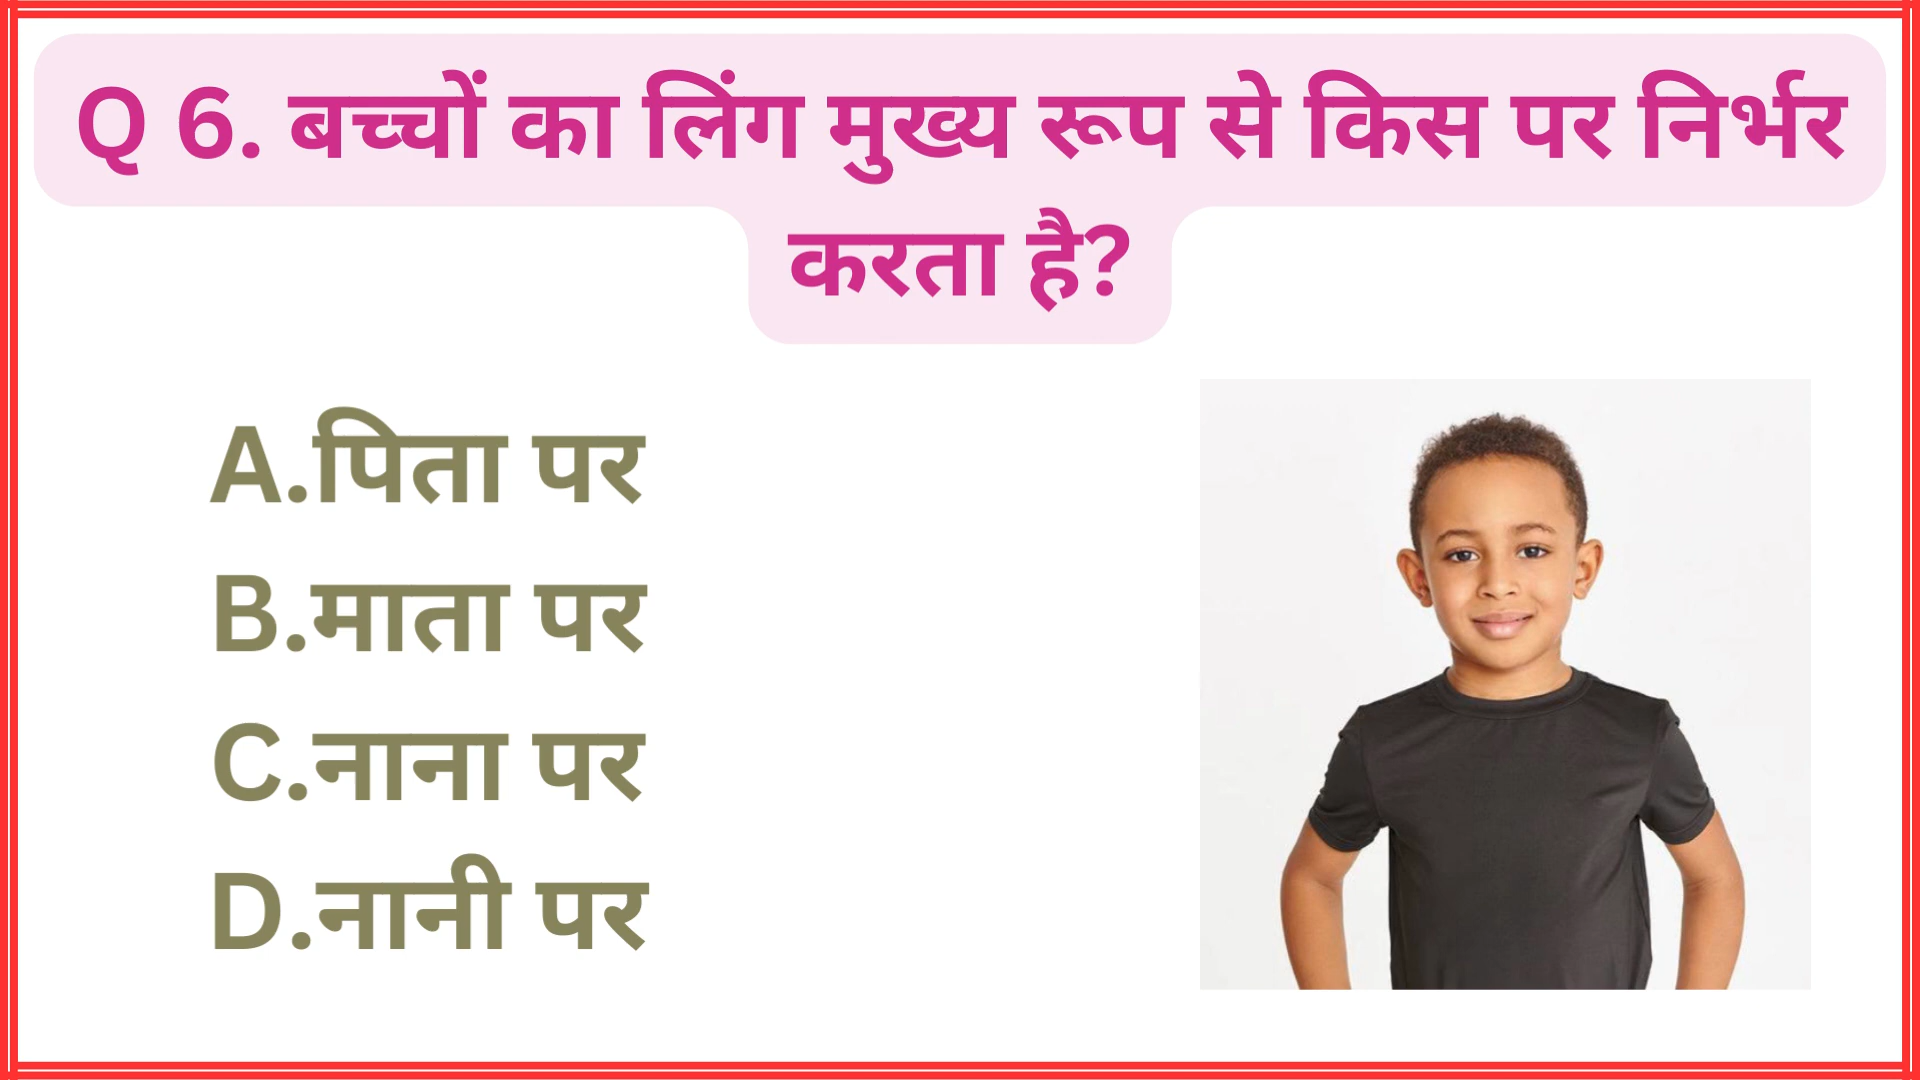 Q 6. बच्चों का लिंग मुख्य रूप से किस पर निर्भर
करता है?
A.पिता पर
B.माता पर
C.नाना पर
D.नानी पर